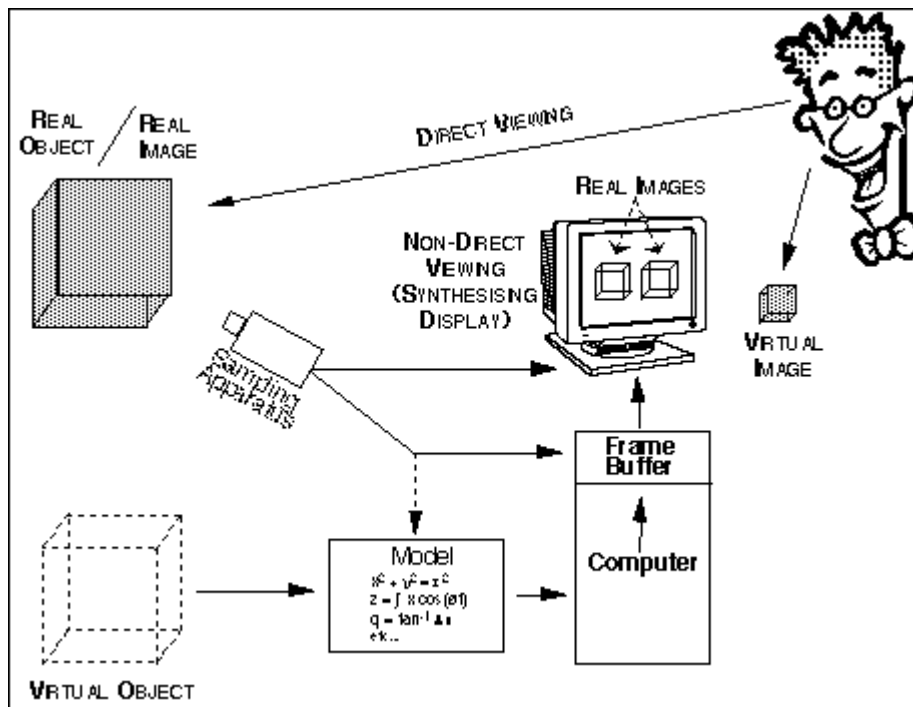 REAL OBJECT
REAL IMAGE
DIRECT VIEWING
REAL IMAGES
NON-DIRECT
VIEWING
(SYNTHESISING
DISPLAY)
VIRTUAL
IMAGE
Sampling
Apparatus
Frame
Buffer
Computer
Model
etc...
VIRTUAL OBJECT